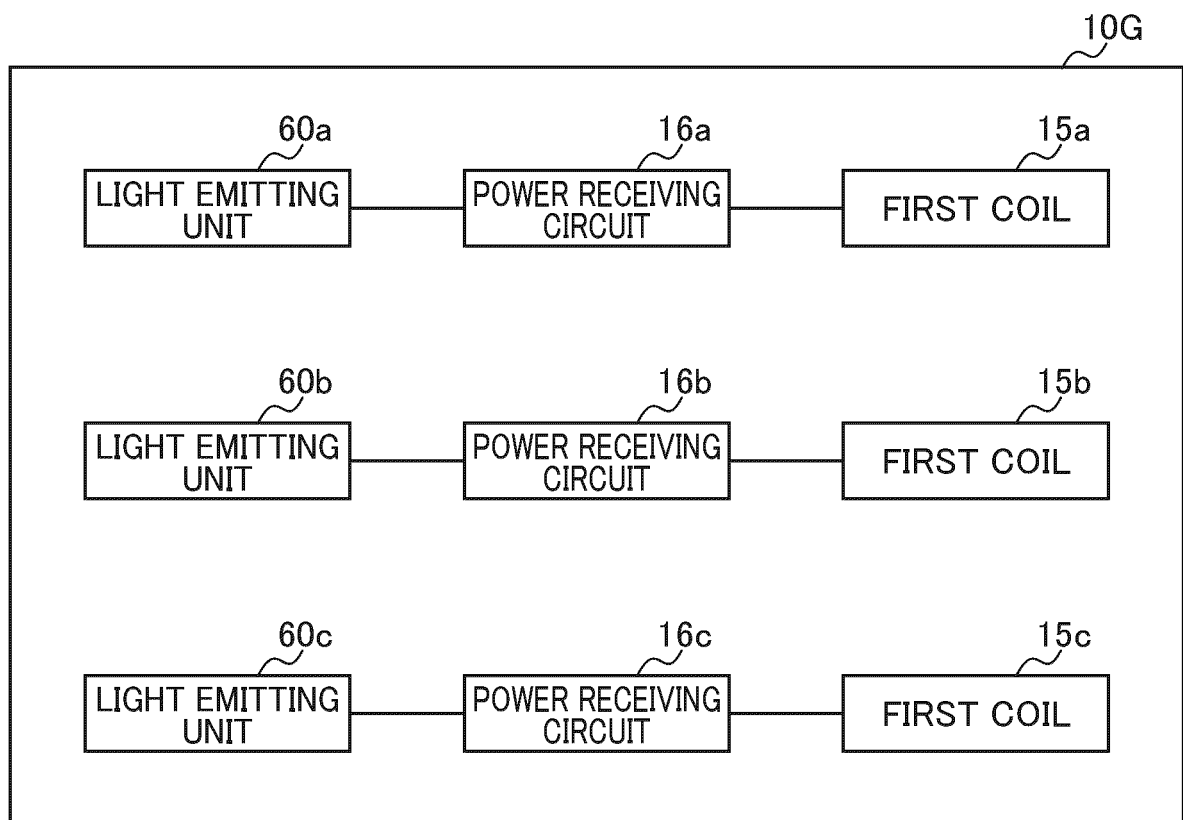 10G
60a
16a
15a
LIGHT EMITTING
UNIT
POWER RECEIVING
CIRCUIT
FIRST COIL
60b
16b
15b
LIGHT EMITTING
UNIT
POWER RECEIVING
CIRCUIT
FIRST COIL
60c
16c
15c
LIGHT EMITTING
UNIT
POWER RECEIVING
CIRCUIT
FIRST COIL